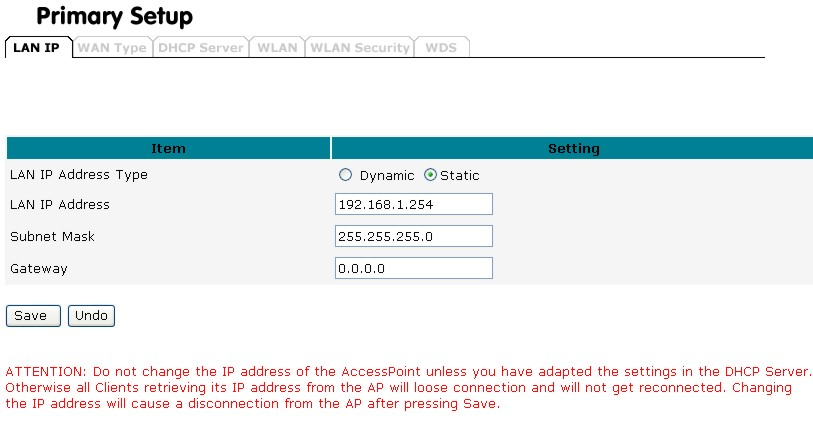 Primary Setup
LAN IP WAN Type DHCP Server WLAN WLAN Security WDS
Item Setting
LAN IP Address Type Dynamic Static
LAN IP Address 192.168.1.254
Subnet Mask 255.255.255.0
Gateway 0.0.0.0
Save Undo
ATTENTION: Do not change the IP address of the AccessPoint unless you have adapted the settings in the DHCP Server.
Otherwise all Clients retrieving its IP address from the AP will loose connection and will not get reconnected. Changing
the IP address will cause a disconnection from the AP after pressing Save.